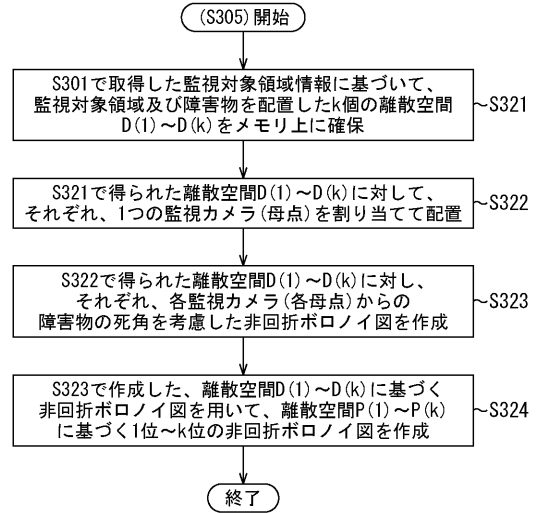 (S305)開始
S301で取得した監視対象領域情報に基づいて、
監視対象領域及び障害物を配置したk個の離散空間
D(1)～D(k)をメモリ上に確保
～S321
S321で得られた離散空間D(1)～D(k)に対して、
それぞれ、1つの監視カメラ(母点)を割り当てて配置
～S322
S322で得られた離散空間D(1)～D(k)に対し、
それぞれ、各監視カメラ(各母点)からの
障害物の死角を考慮した非回折ボロノイ図を作成
～S323
S323で作成した、離散空間D(1)～D(k)に基づく
非回折ボロノイ図を用いて、離散空間P(1)～P(k)
に基づく1位～k位の非回折ボロノイ図を作成
～S324
終了